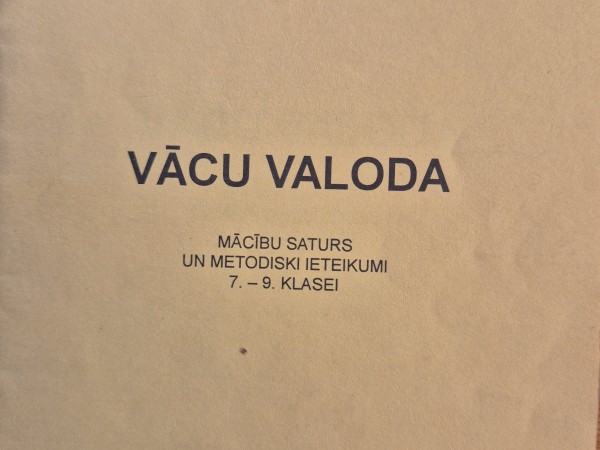 VĀCU VALODA
MĀCĪBU SATURS
UN METODISKI IETEIKUMI
7. – 9. KLASEI